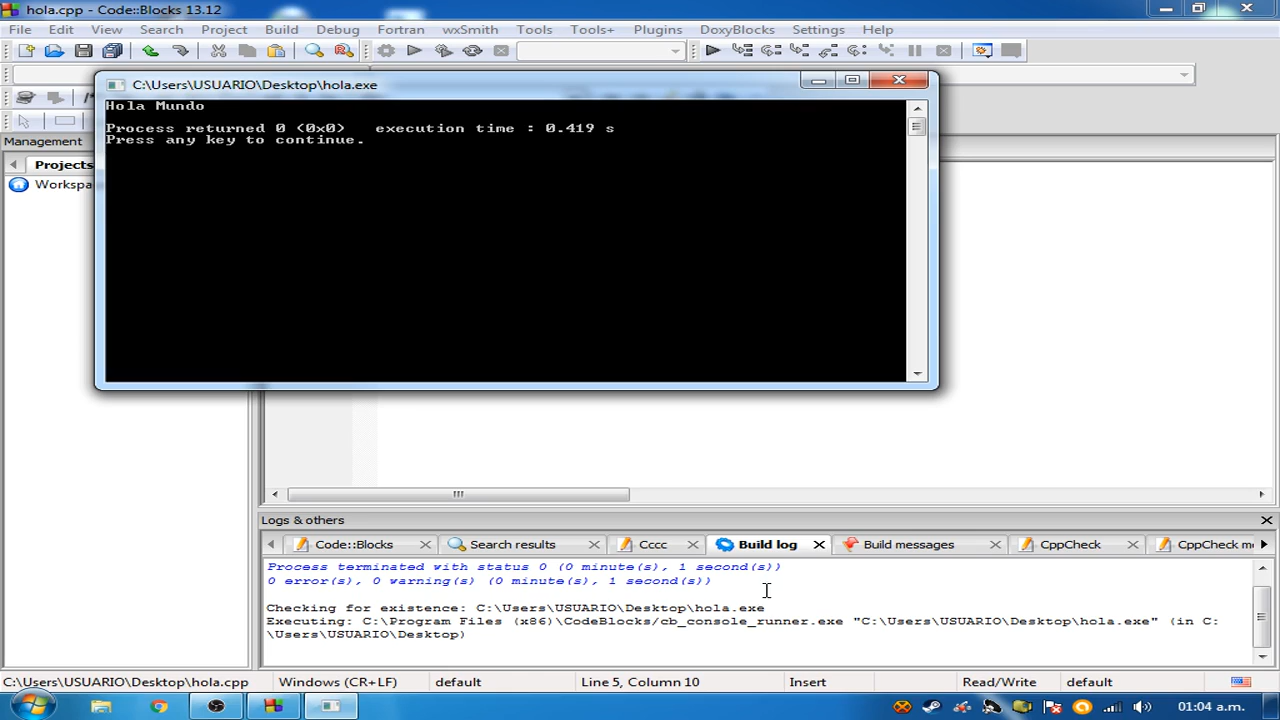 hola.cpp - Code::Blocks 13.12
File Edit View Search Project Build Debug Fortran wxSmith Tools Tools+ Plugins DoxyBlocks Settings Help
C:\Users\USUARIO\Desktop\hola.exe
Hola Mundo
Process returned 0 (0x0)   execution time : 0.419 s
Press any key to continue.
Management
Projects
Workspa
Logs & others
Code::Blocks Search results Cccc Build log Build messages CppCheck CppCheck me
Process terminated with status 0 (0 minute(s), 1 second(s))
0 error(s), 0 warning(s) (0 minute(s), 1 second(s))
Checking for existence: C:\Users\USUARIO\Desktop\hola.exe
Executing: C:\Program Files (x86)\CodeBlocks/cb_console_runner.exe "C:\Users\USUARIO\Desktop\hola.exe" (in C:
\Users\USUARIO\Desktop)
C:\Users\USUARIO\Desktop\hola.cpp Windows (CR+LF) default Line 5, Column 10 Insert Read/Write default
01:04 a.m.